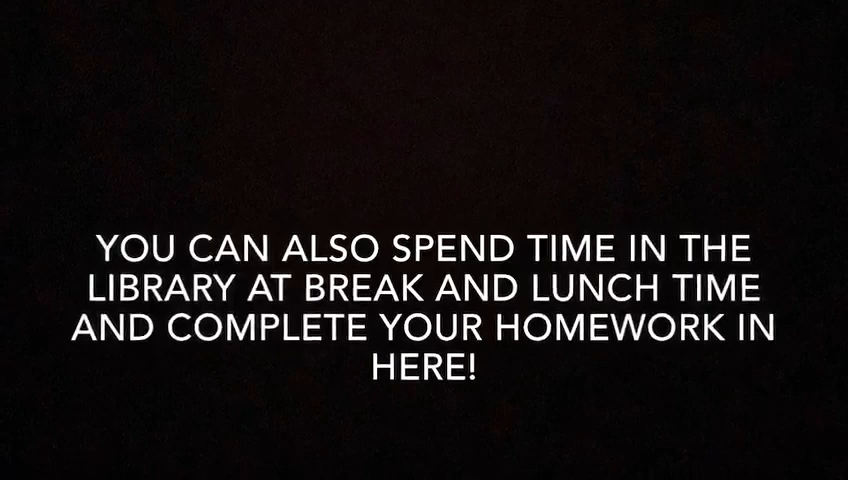 YOU CAN ALSO SPEND TIME IN THE
LIBRARY AT BREAK AND LUNCH TIME
AND COMPLETE YOUR HOMEWORK IN
HERE!